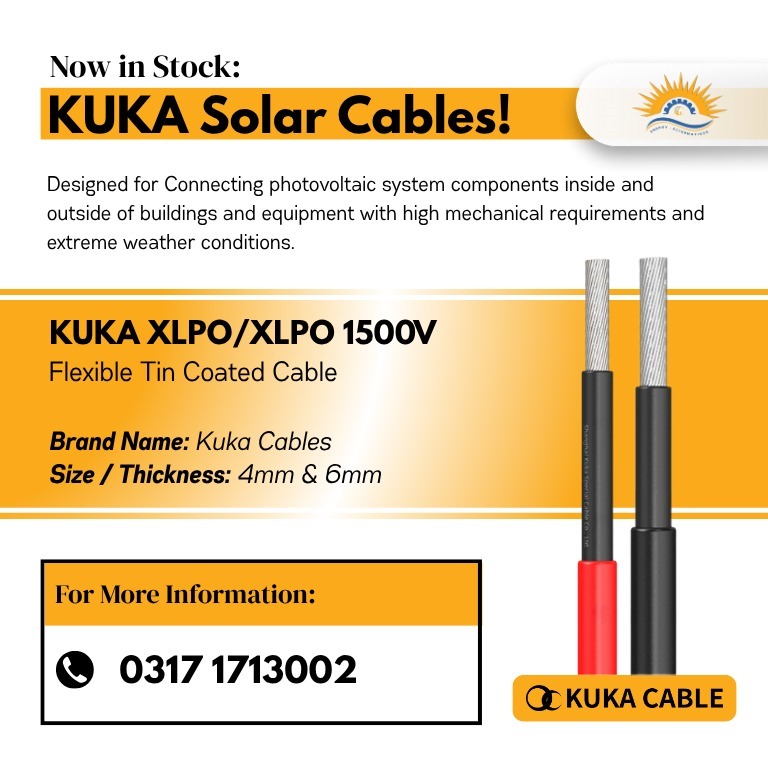 Now in Stock:
KUKA Solar Cables!
Designed for Connecting photovoltaic system components inside and
outside of buildings and equipment with high mechanical requirements and
extreme weather conditions.
KUKA XLPO/XLPO 1500V
Flexible Tin Coated Cable
Brand Name: Kuka Cables
Size / Thickness: 4mm & 6mm
For More Information:
0317 1713002
KUKA CABLE